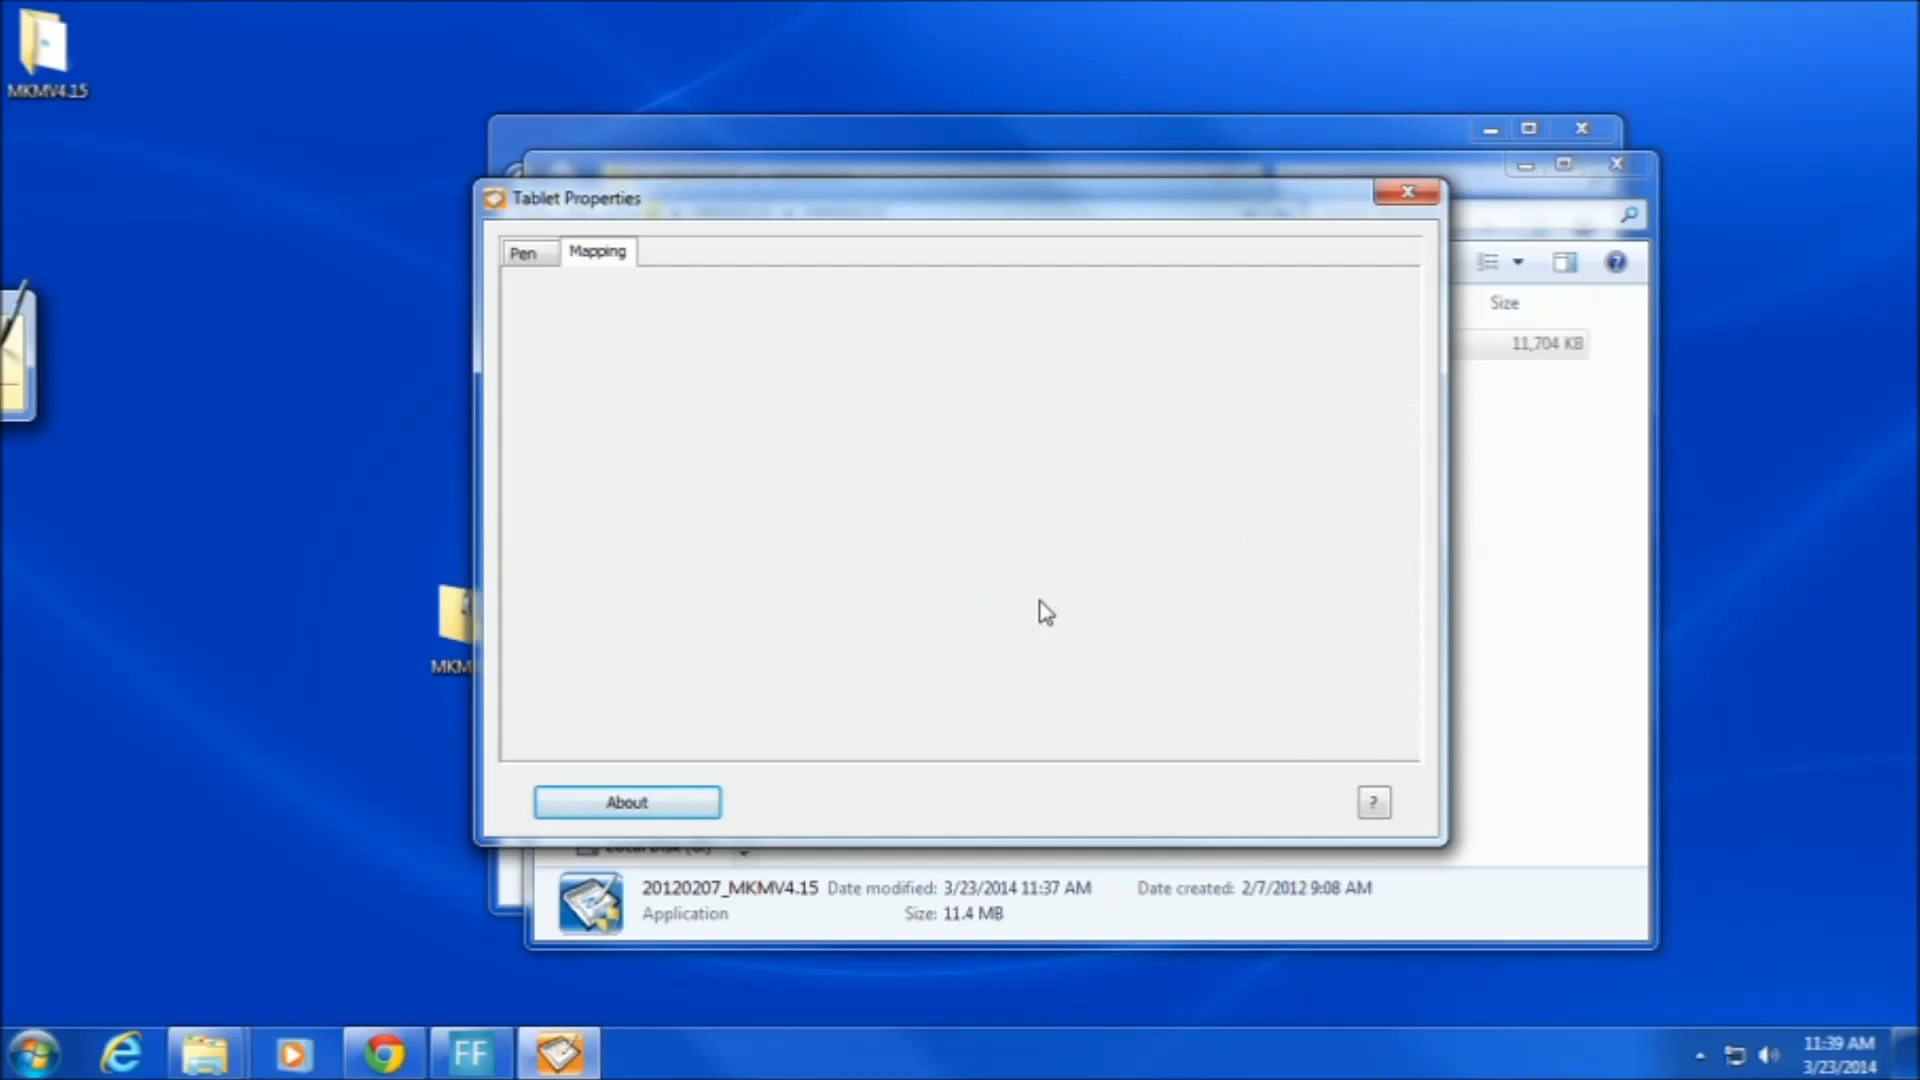 MKMV4.15
Tablet Properties
Pen
Mapping
Size
11,704 KB
MKM
About
?
20120207_MKMV4.15 Date modified: 3/23/2014 11:37 AM Date created: 2/7/2012 9:08 AM
Application Size: 11.4 MB
FF
11:39 AM
3/23/2014